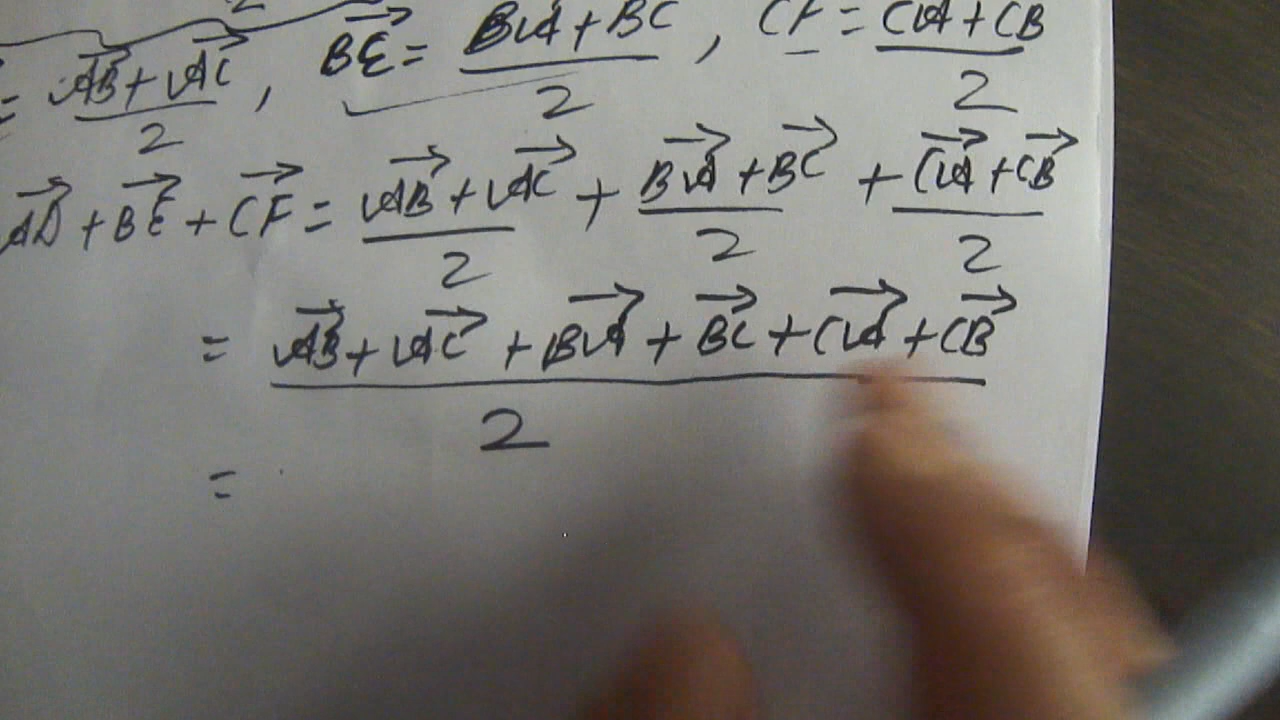 = AB+AC/2, BE = BA+BC/2, CF = CA+CB/2
AD+BE+CF = AB+AC/2 + BA+BC/2 + CA+CB/2
= AB+AC+BA+BC+CA+CB/2
=